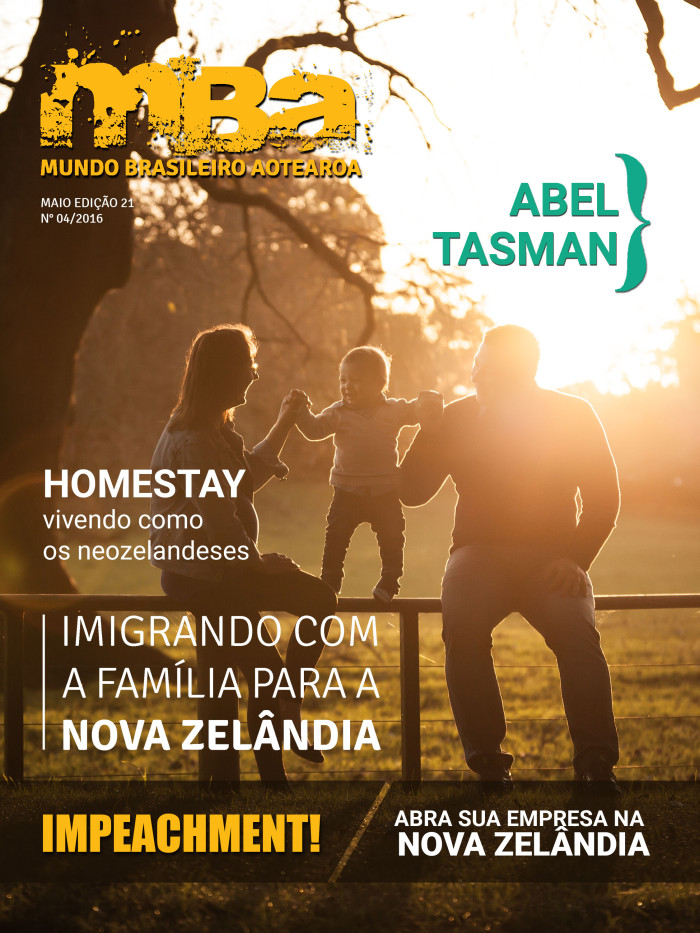 mBa
MUNDO BRASILEIRO AOTEAROA
MAIO EDIÇÃO 21
N° 04/2016
ABEL
TASMAN
HOMESTAY
vivendo como
os neozelandeses
IMIGRANDO COM
A FAMÍLIA PARA A
NOVA ZELÂNDIA
IMPEACHMENT!
ABRA SUA EMPRESA NA
NOVA ZELÂNDIA